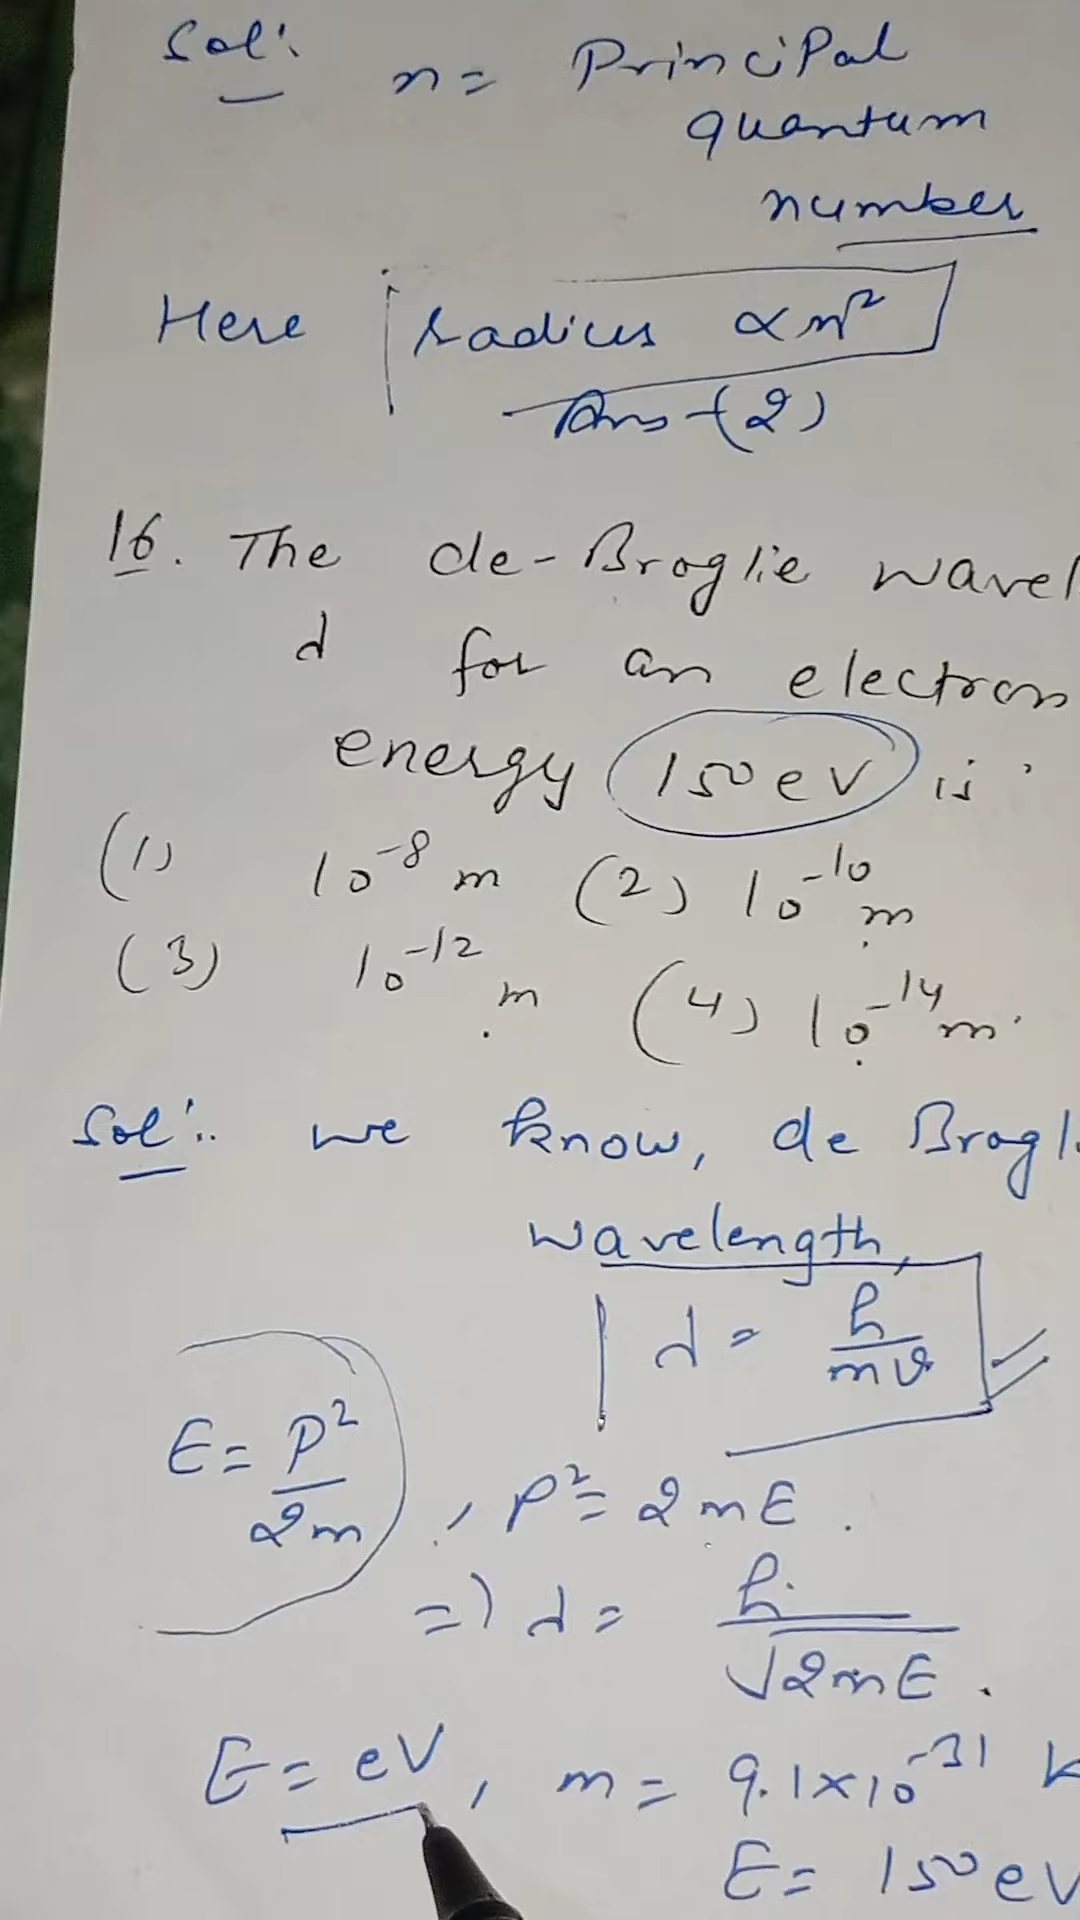 Sol:
n = Principal
quantum
number
Here radius ∝ n²
Ans-(2)
16. The de-Broglie wavel
λ for an electron
energy 150 eV is
(1) 10⁻⁸ m (2) 10⁻¹⁰ m
(3) 10⁻¹² m (4) 10⁻¹⁴ m.
Sol:. we know, de Brogl
wavelength,
λ = h/mv
E = P²/2m , P² = 2mE .
=) λ = h/√2mE .
E = eV , m = 9.1×10⁻³¹ k
E = 150 eV